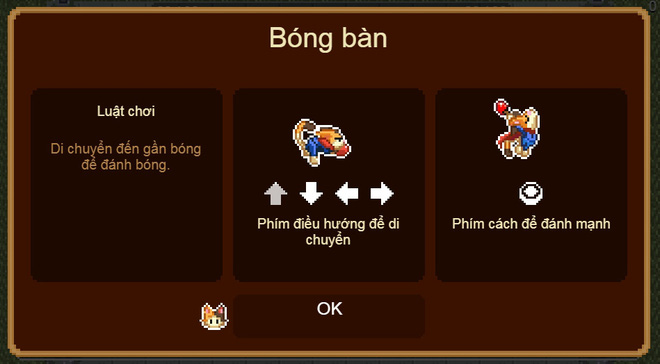 Bóng bàn
Luật chơi
Di chuyển đến gần bóng
để đánh bóng.
Phím điều hướng để di
chuyển
Phím cách để đánh mạnh
OK
0